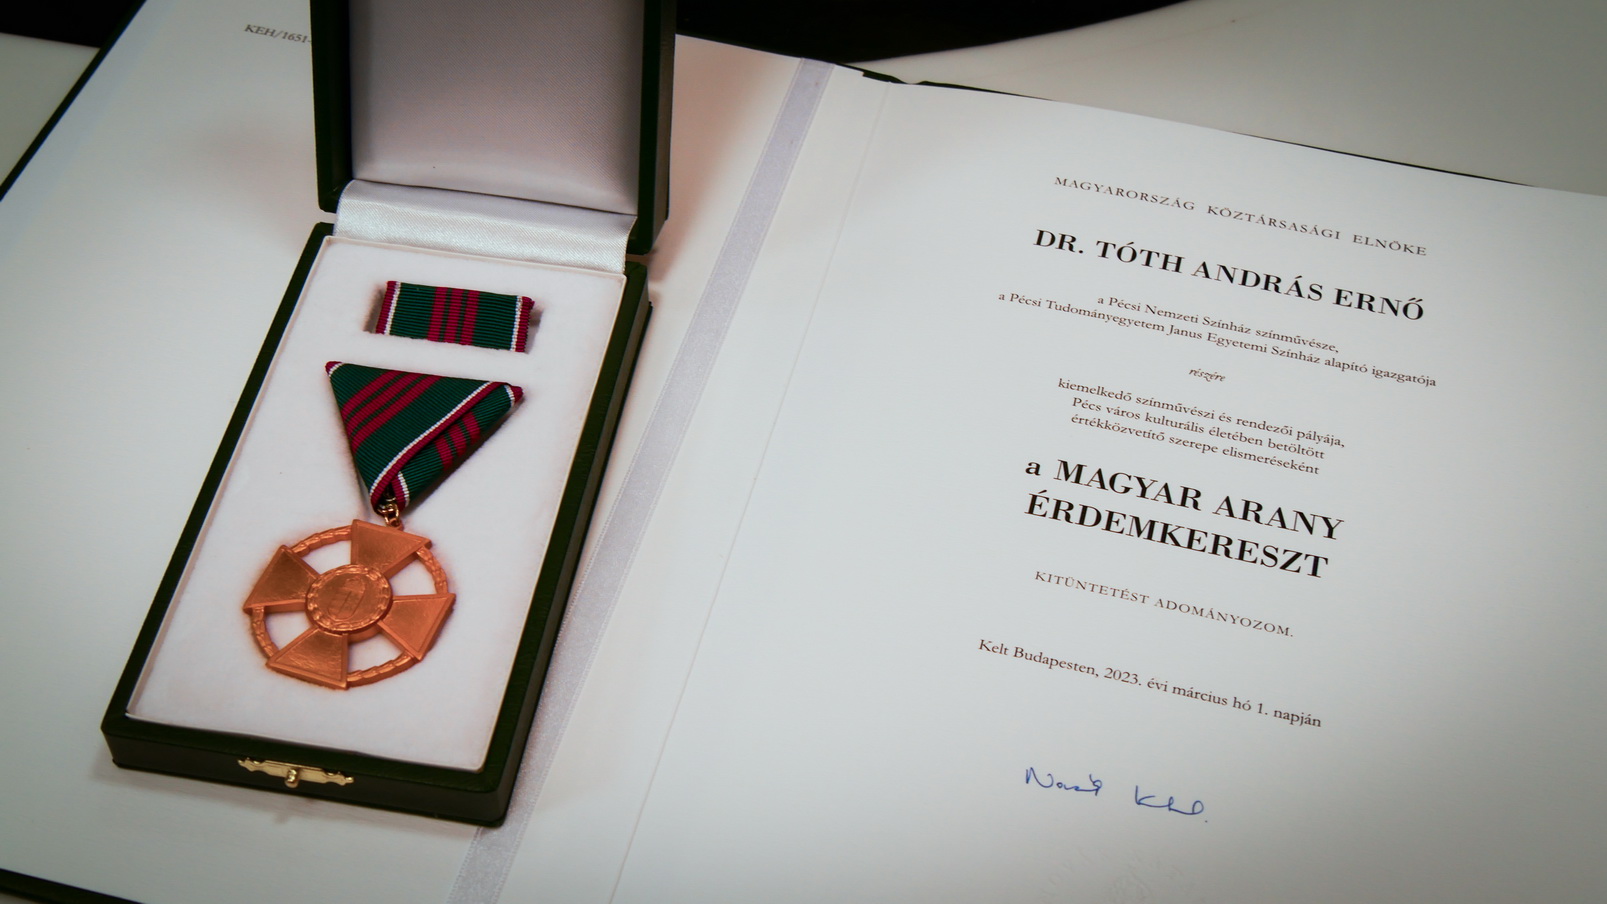 KEH/1651-
MAGYARORSZÁG KÖZTÁRSASÁGI ELNÖKE
DR. TÓTH ANDRÁS ERNŐ
a Pécsi Nemzeti Színház színművésze,
a Pécsi Tudományegyetem Janus Egyetemi Színház alapító igazgatója
részére
kiemelkedő színművészi és rendezői pályája,
Pécs város kulturális életében betöltött
értékközvetítő szerepe elismeréseként
a MAGYAR ARANY
ÉRDEMKERESZT
KITÜNTETÉST ADOMÁNYOZOM.
Kelt Budapesten, 2023. évi március hó 1. napján